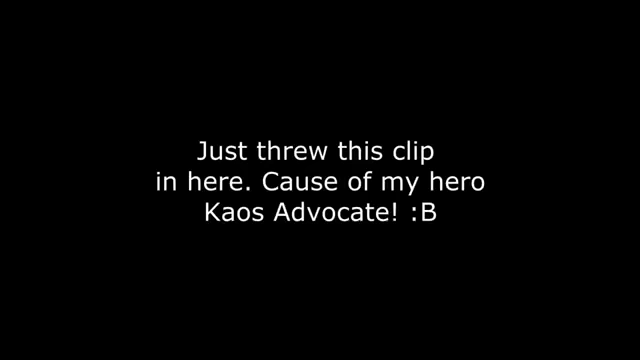 Just threw this clip
in here. Cause of my hero
Kaos Advocate! :B